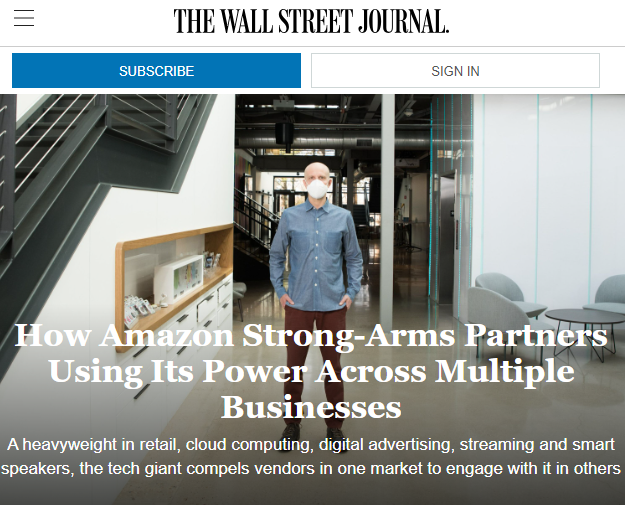 THE WALL STREET JOURNAL.
SUBSCRIBE
SIGN IN
How Amazon Strong-Arms Partners
Using Its Power Across Multiple
Businesses
A heavyweight in retail, cloud computing, digital advertising, streaming and smart
speakers, the tech giant compels vendors in one market to engage with it in others